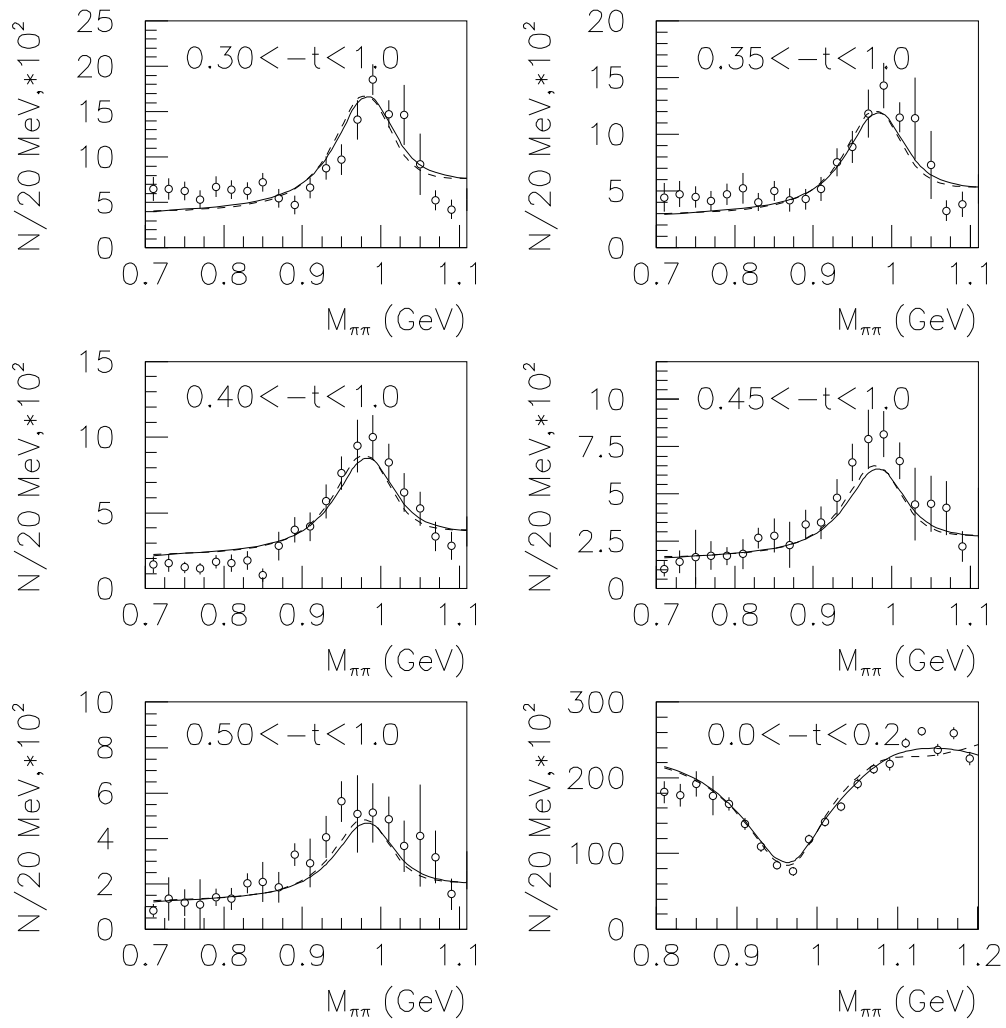 N/20 MeV,*10²
0.30<-t<1.0
25
20
15
10
5
0
0.7 0.8 0.9 1 1.1
M_ππ (GeV)
N/20 MeV,*10²
0.35<-t<1.0
20
15
10
5
0
0.7 0.8 0.9 1 1.1
M_ππ (GeV)
N/20 MeV,*10²
0.40<-t<1.0
15
10
5
0
0.7 0.8 0.9 1 1.1
M_ππ (GeV)
N/20 MeV,*10²
0.45<-t<1.0
10
7.5
5
2.5
0
0.7 0.8 0.9 1 1.1
M_ππ (GeV)
N/20 MeV,*10²
0.50<-t<1.0
10
8
6
4
2
0
0.7 0.8 0.9 1 1.1
M_ππ (GeV)
N/20 MeV,*10²
0.0<-t<0.2
300
200
100
0
0.8 0.9 1 1.1 1.2
M_ππ (GeV)